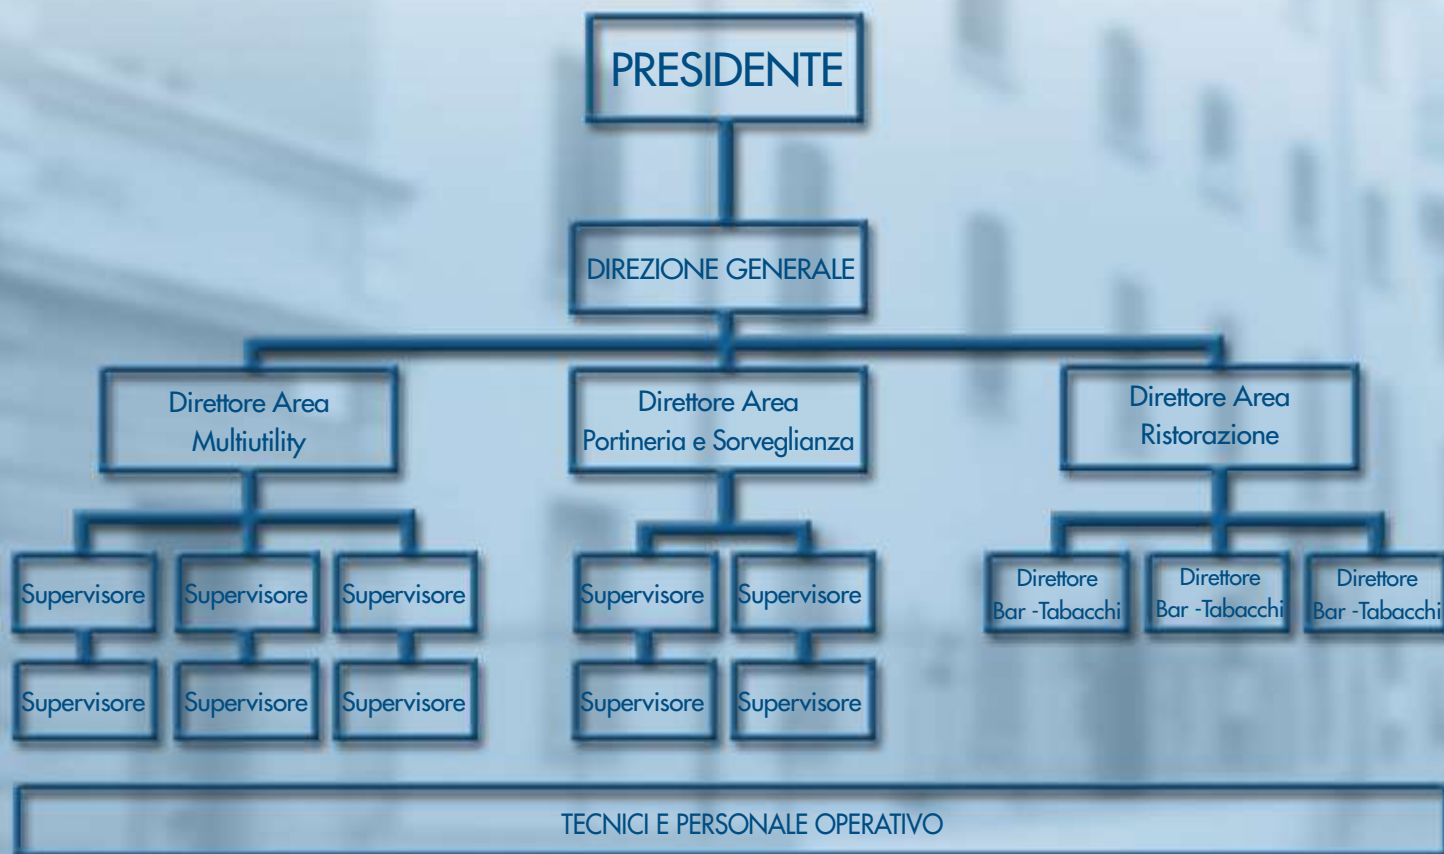 PRESIDENTE
DIREZIONE GENERALE
Direttore Area
Multiutility
Direttore Area
Portineria e Sorveglianza
Direttore Area
Ristorazione
Supervisore
Supervisore
Supervisore
Supervisore
Supervisore
Direttore
Bar -Tabacchi
Direttore
Bar -Tabacchi
Direttore
Bar -Tabacchi
Supervisore
Supervisore
Supervisore
Supervisore
Supervisore
TECNICI E PERSONALE OPERATIVO